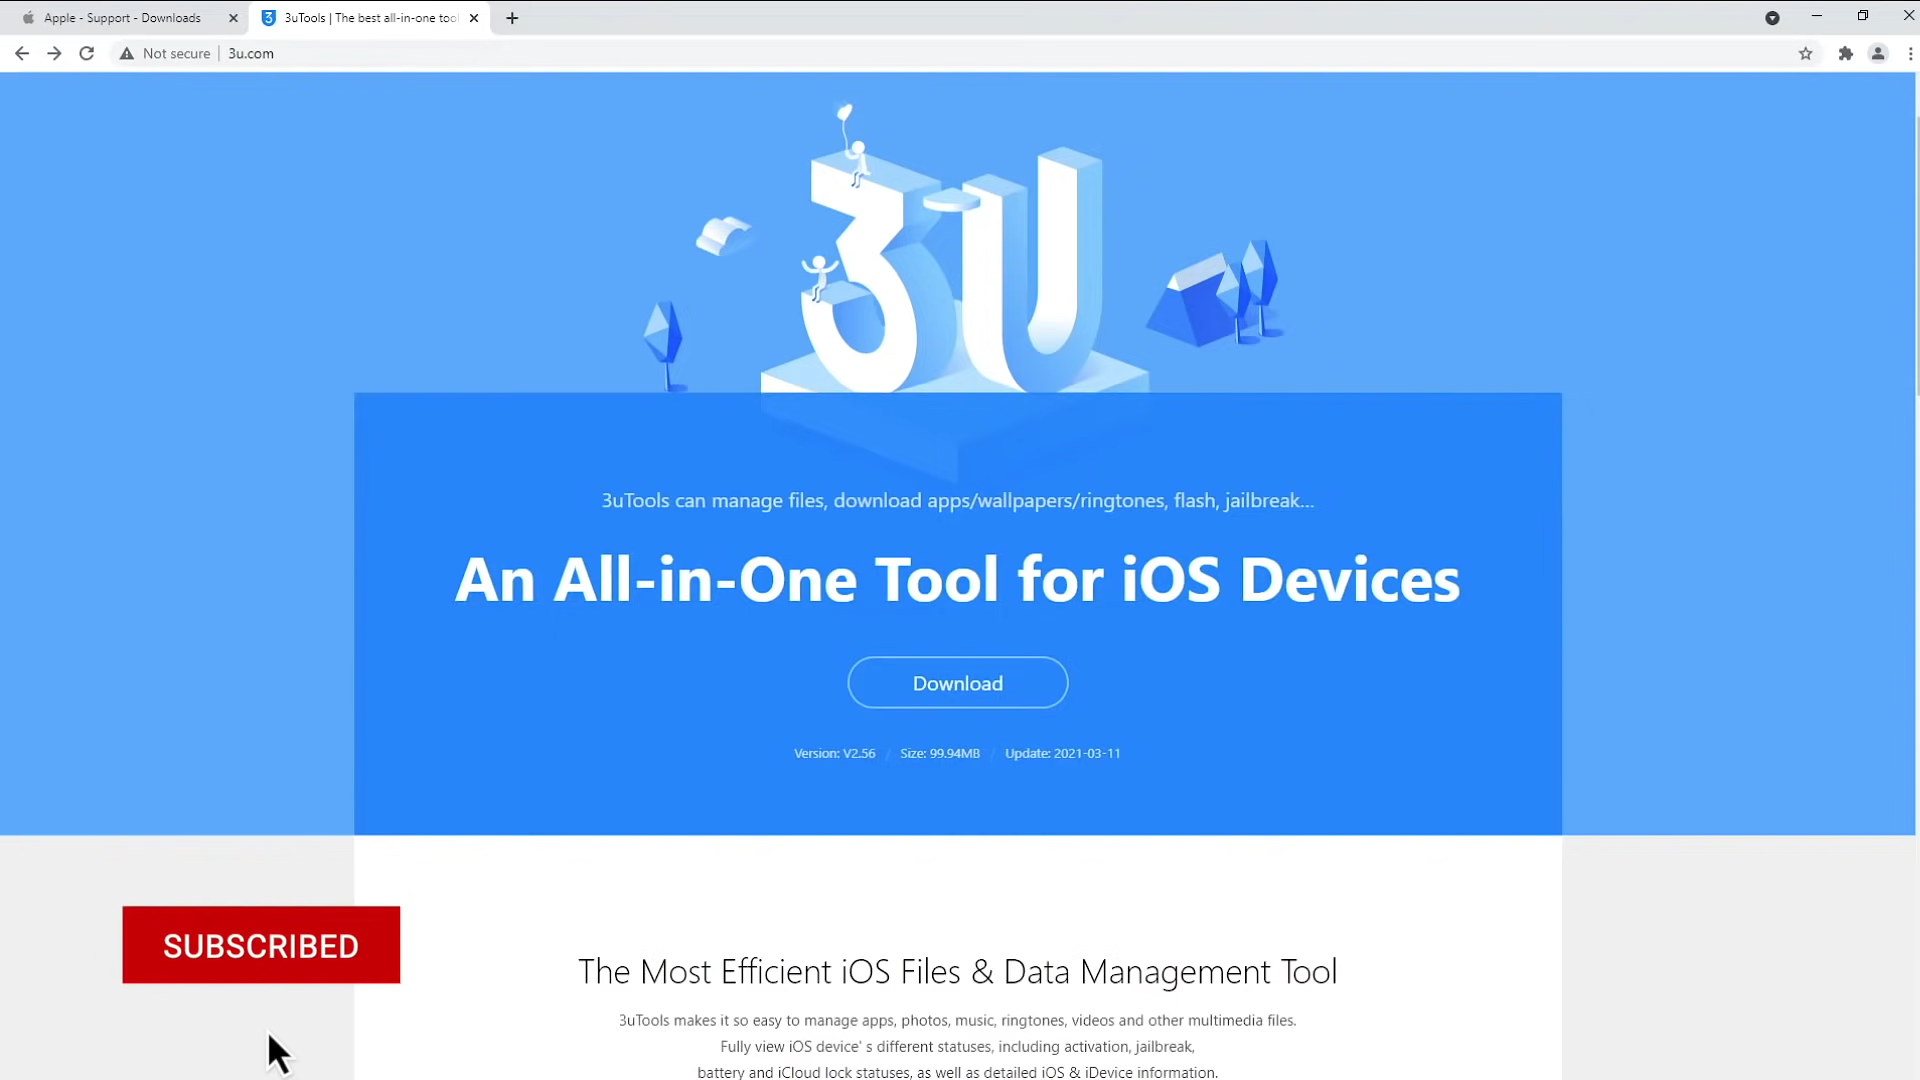 Apple - Support - Downloads
3uTools | The best all-in-one tool
Not secure | 3u.com
3U
3uTools can manage files, download apps/wallpapers/ringtones, flash, jailbreak...
An All-in-One Tool for iOS Devices
Download
Version: V2.56 / Size: 99.94MB / Update: 2021-03-11
SUBSCRIBED
The Most Efficient iOS Files & Data Management Tool
3uTools makes it so easy to manage apps, photos, music, ringtones, videos and other multimedia files.
Fully view iOS device' s different statuses, including activation, jailbreak,
battery and iCloud lock statuses, as well as detailed iOS & iDevice information.